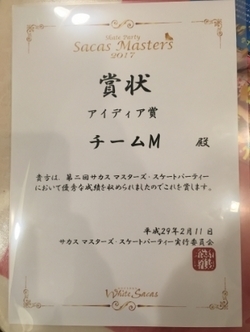 Skate Party
Sacas Masters
2017
賞状
アイディア賞
チームM 殿
貴方は、第二回サカス マスターズ・スケートパーティー
において優秀な成績を収められましたのでこれを賞します。
平成29年2月11日
サカス マスターズ・スケートパーティー実行委員会
White Sacas